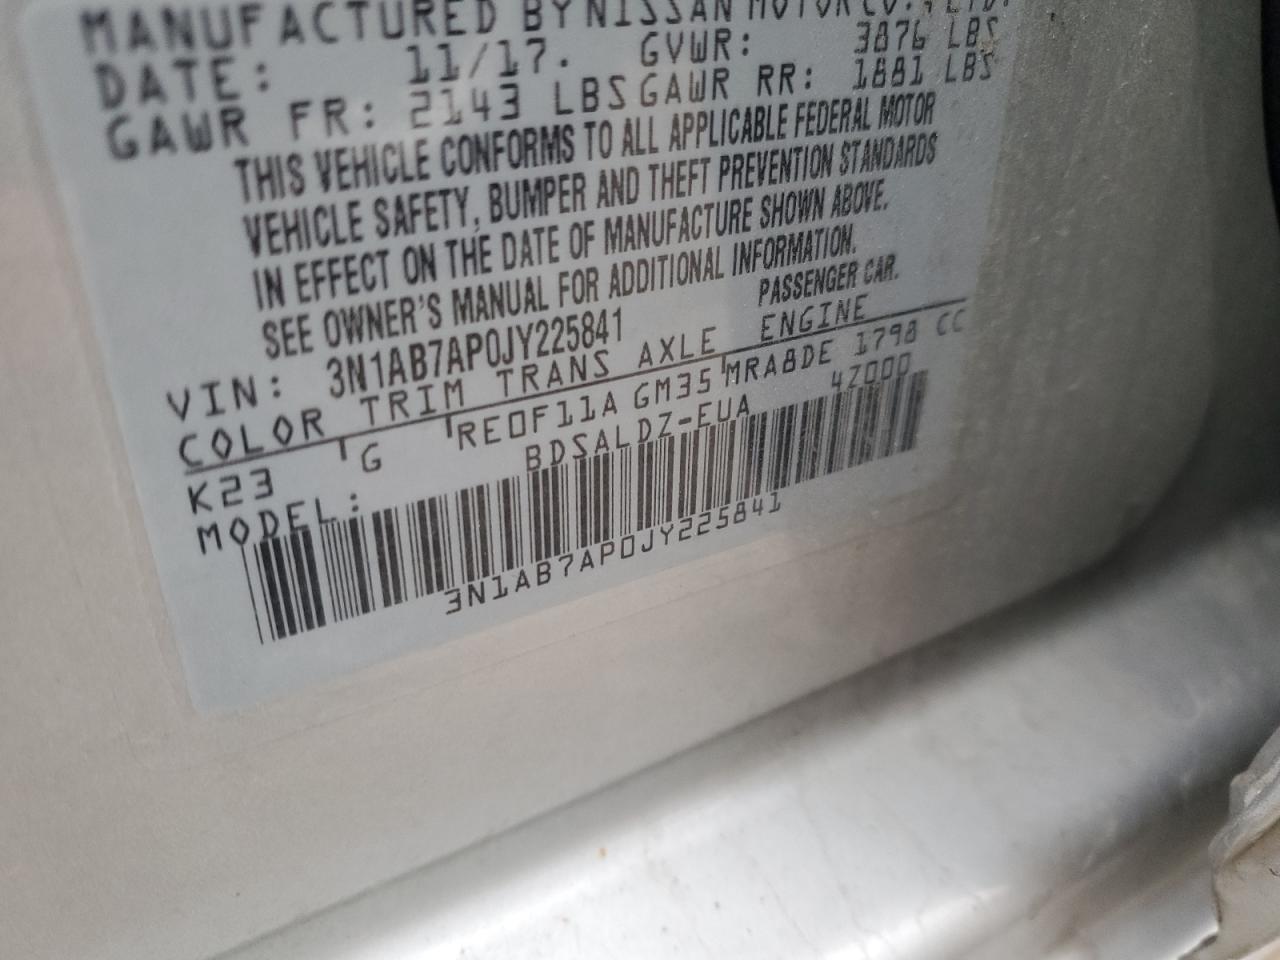 MANUFACTURED BY NISSAN MOTOR CO., LTD.
DATE: 11/17. GVWR: 3876 LBS
GAWR FR: 2143 LBS GAWR RR: 1881 LBS
THIS VEHICLE CONFORMS TO ALL APPLICABLE FEDERAL MOTOR
VEHICLE SAFETY, BUMPER AND THEFT PREVENTION STANDARDS
IN EFFECT ON THE DATE OF MANUFACTURE SHOWN ABOVE.
SEE OWNER'S MANUAL FOR ADDITIONAL INFORMATION.
VIN: 3N1AB7AP0JY225841 PASSENGER CAR.
COLOR TRIM TRANS AXLE ENGINE
K23 G RE0F11A GM35 MRA8DE 1798 CC
MODEL: BDSALDZ-EUA 4Z000
3N1AB7AP0JY225841